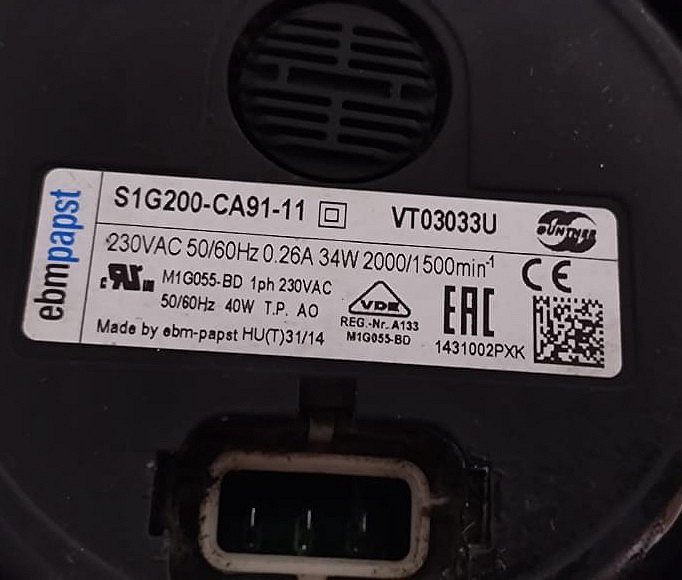 ebmpapst
S1G200-CA91-11 VT03033U
GÜNTNER
230VAC 50/60Hz 0.26A 34W 2000/1500min-1
CE
c RU us M1G055-BD 1ph 230VAC
50/60Hz 40W T.P. AO
VDE
REG.-Nr. A133
M1G055-BD
EAC
1431002PXK
Made by ebm-papst HU(T)31/14